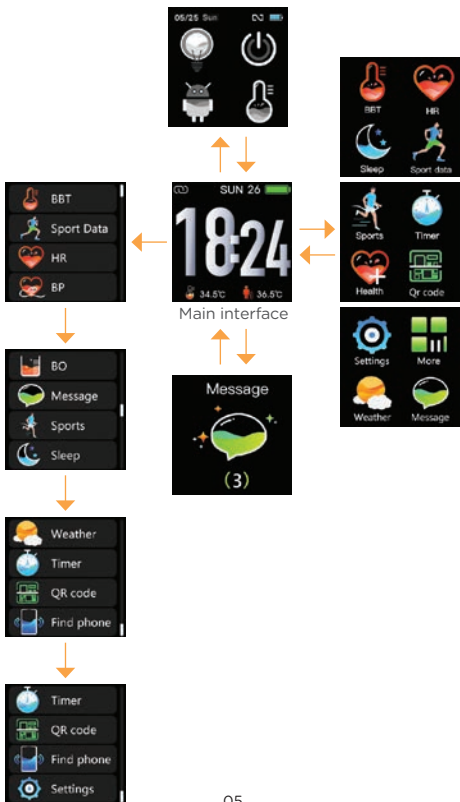 05/25 Sun
BBT HR
Sleep Sport data
SUN 26
18:24
34.5℃ 36.5℃
Main interface
BBT
Sport Data
HR
BP
Sports Timer
Health Qr code
Settings More
Weather Message
BO
Message
Sports
Sleep
Message
(3)
Weather
Timer
QR code
Find phone
Timer
QR code
Find phone
Settings
05